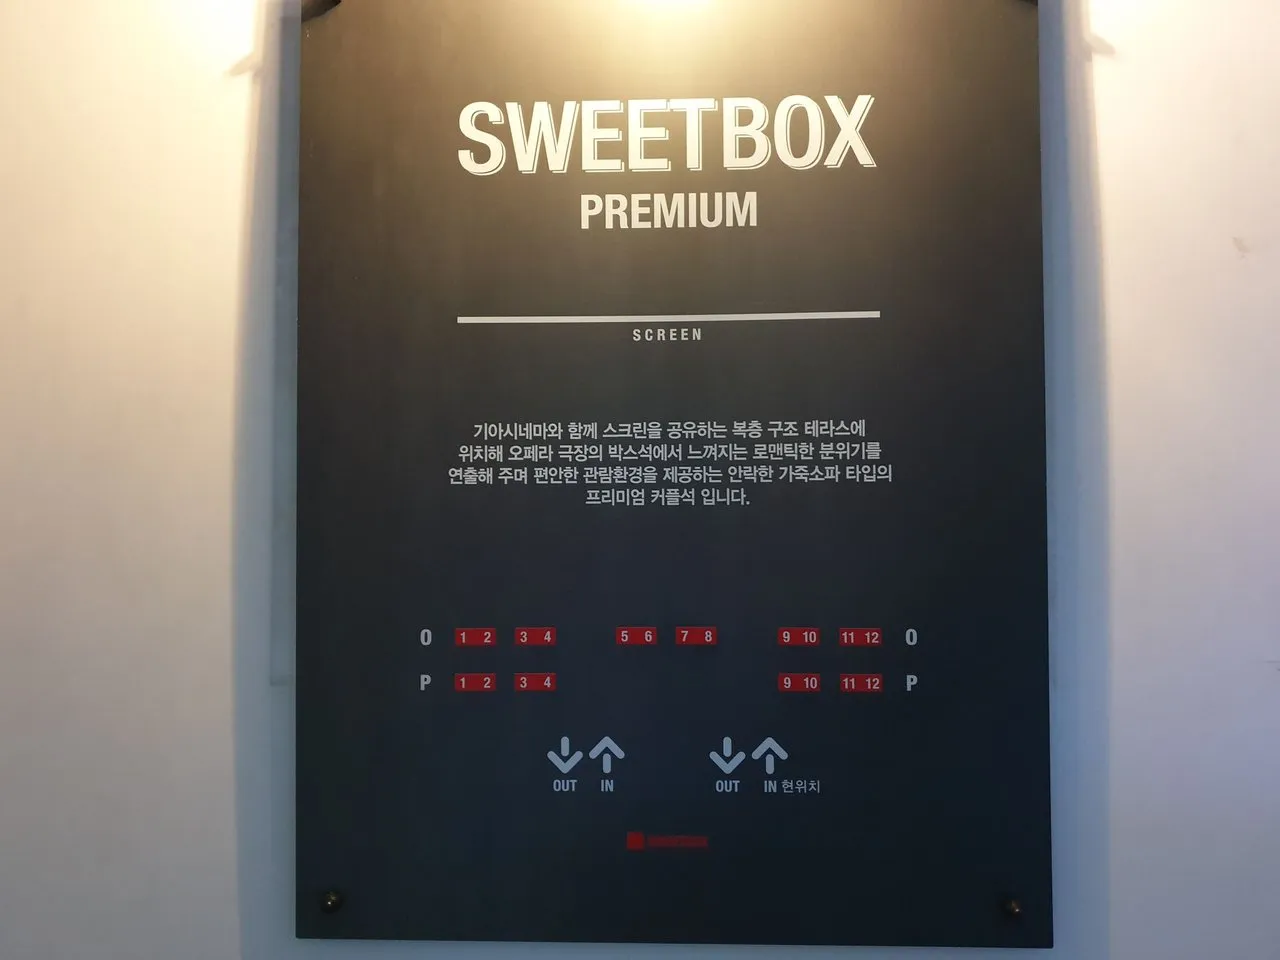 SWEETBOX
PREMIUM
SCREEN
기아시네마와 함께 스크린을 공유하는 복층 구조 테라스에
위치해 오페라 극장의 박스석에서 느껴지는 로맨틱한 분위기를
연출해 주며 편안한 관람환경을 제공하는 안락한 가죽소파 타입의
프리미엄 커플석 입니다.
O 1 2 3 4 5 6 7 8 9 10 11 12 O
P 1 2 3 4 9 10 11 12 P
OUT IN OUT IN 현위치